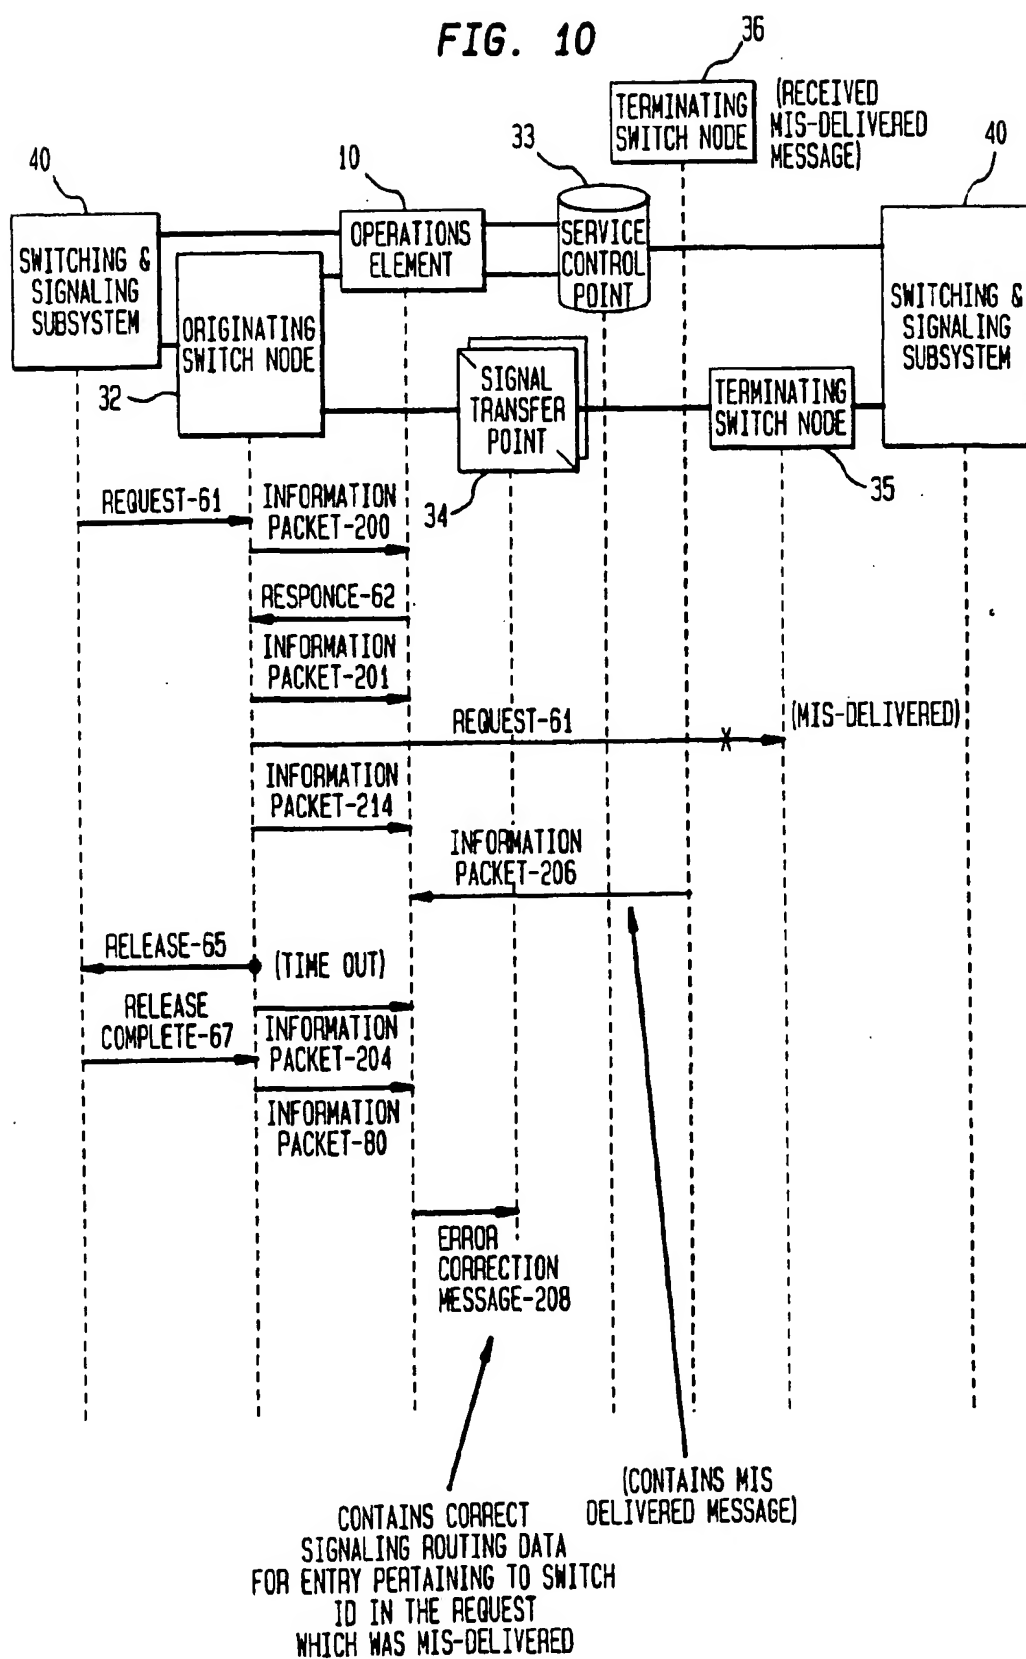 FIG. 10
36
TERMINATING
SWITCH NODE
(RECEIVED
MIS-DELIVERED
MESSAGE)
40
10
33
40
SWITCHING &
SIGNALING
SUBSYSTEM
ORIGINATING
SWITCH NODE
OPERATIONS
ELEMENT
SERVICE
CONTROL
POINT
SWITCHING &
SIGNALING
SUBSYSTEM
32
SIGNAL
TRANSFER
POINT
TERMINATING
SWITCH NODE
34
35
REQUEST-61
INFORMATION
PACKET-200
RESPONCE-62
INFORMATION
PACKET-201
REQUEST-61
X
(MIS-DELIVERED)
INFORMATION
PACKET-214
INFORMATION
PACKET-206
RELEASE-65
(TIME OUT)
RELEASE
COMPLETE-67
INFORMATION
PACKET-204
INFORMATION
PACKET-80
ERROR
CORRECTION
MESSAGE-208
(CONTAINS MIS
DELIVERED MESSAGE)
CONTAINS CORRECT
SIGNALING ROUTING DATA
FOR ENTRY PERTAINING TO SWITCH
ID IN THE REQUEST
WHICH WAS MIS-DELIVERED